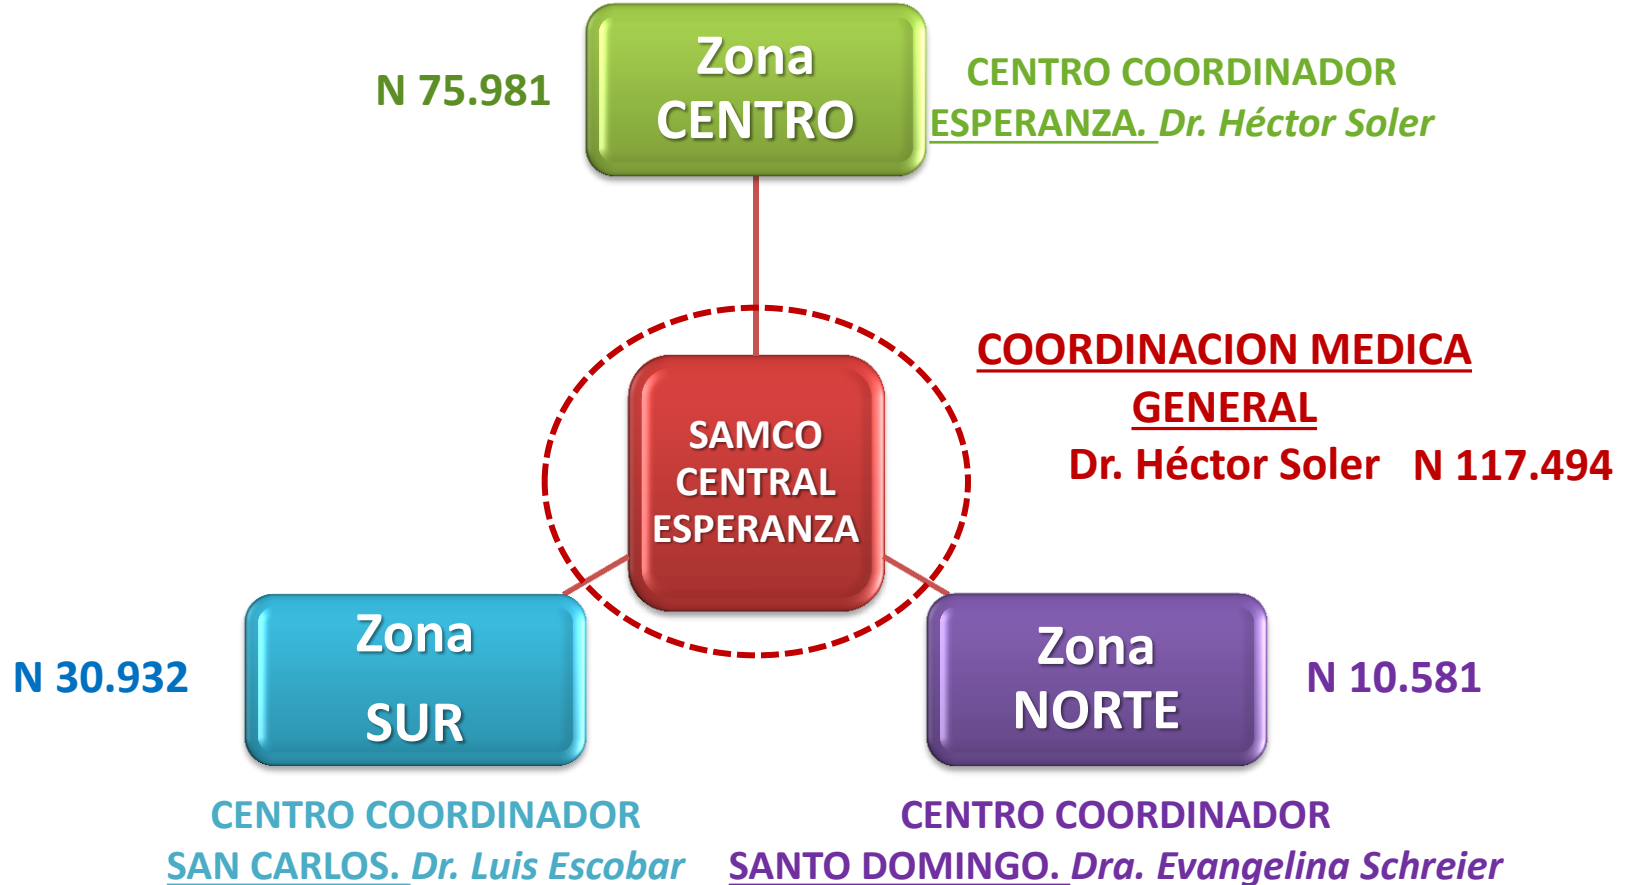 N 75.981
Zona
CENTRO
CENTRO COORDINADOR
ESPERANZA. Dr. Héctor Soler
COORDINACION MEDICA
GENERAL
Dr. Héctor Soler N 117.494
SAMCO
CENTRAL
ESPERANZA
N 30.932
Zona
SUR
Zona
NORTE
N 10.581
CENTRO COORDINADOR
SAN CARLOS. Dr. Luis Escobar
CENTRO COORDINADOR
SANTO DOMINGO. Dra. Evangelina Schreier